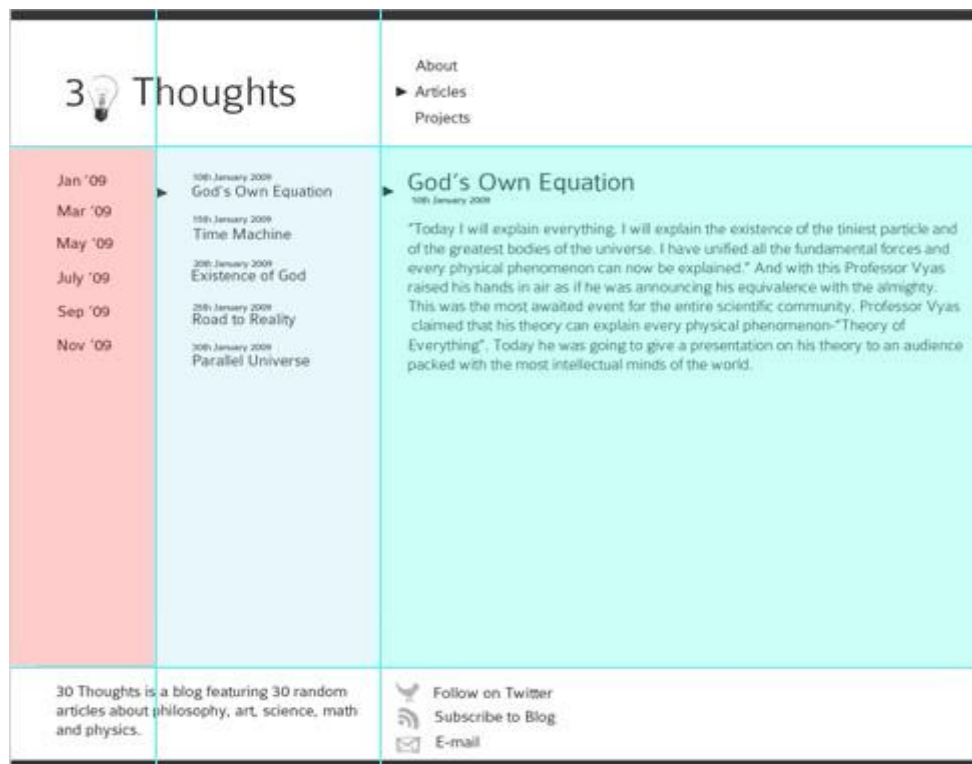 3 Thoughts
About
Articles
Projects
Jan '09
Mar '09
May '09
July '09
Sep '09
Nov '09
10th January 2009
God's Own Equation
15th January 2009
Time Machine
20th January 2009
Existence of God
25th January 2009
Road to Reality
30th January 2009
Parallel Universe
God's Own Equation
10th January 2009
"Today I will explain everything. I will explain the existence of the tiniest particle and
of the greatest bodies of the universe. I have unified all the fundamental forces and
every physical phenomenon can now be explained." And with this Professor Vyas
raised his hands in air as if he was announcing his equivalence with the almighty.
This was the most awaited event for the entire scientific community. Professor Vyas
claimed that his theory can explain every physical phenomenon-"Theory of
Everything". Today he was going to give a presentation on his theory to an audience
packed with the most intellectual minds of the world.
30 Thoughts is a blog featuring 30 random
articles about philosophy, art, science, math
and physics.
Follow on Twitter
Subscribe to Blog
E-mail